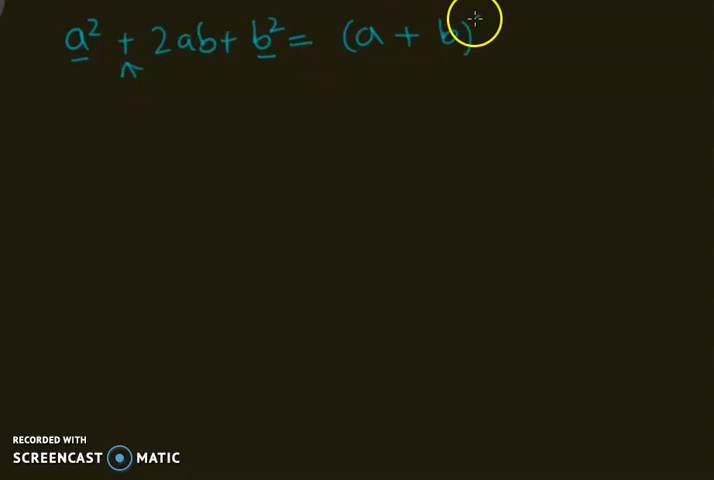 a² + 2ab + b² = (a + b)
RECORDED WITH
SCREENCAST MATIC